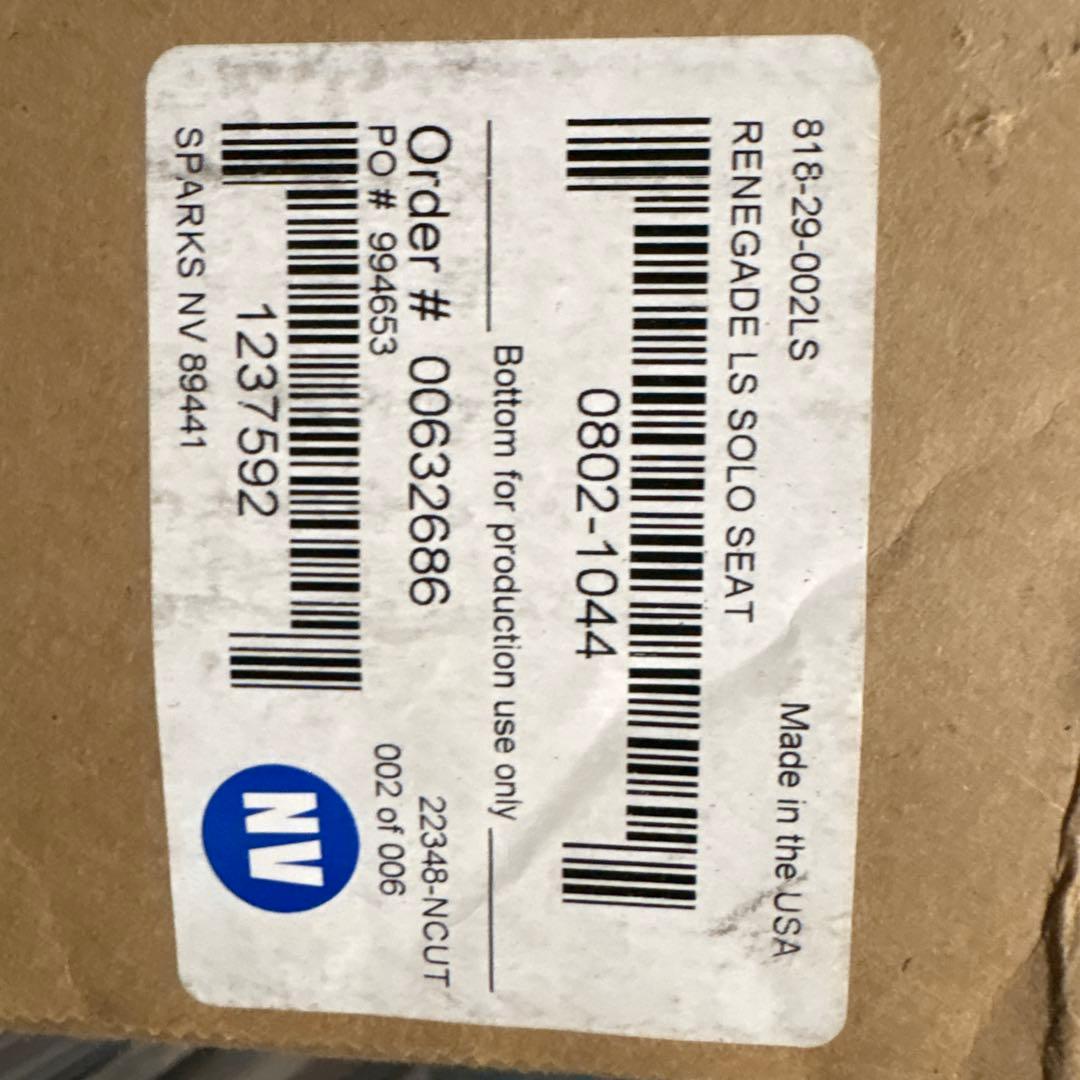 818-29-002LS Made in the USA
RENEGADE LS SOLO SEAT
0802-1044
Bottom for production use only
Order # 00632686 22348-NCUT
PO # 994653 002 of 006
1237592
SPARKS NV 89441
NV